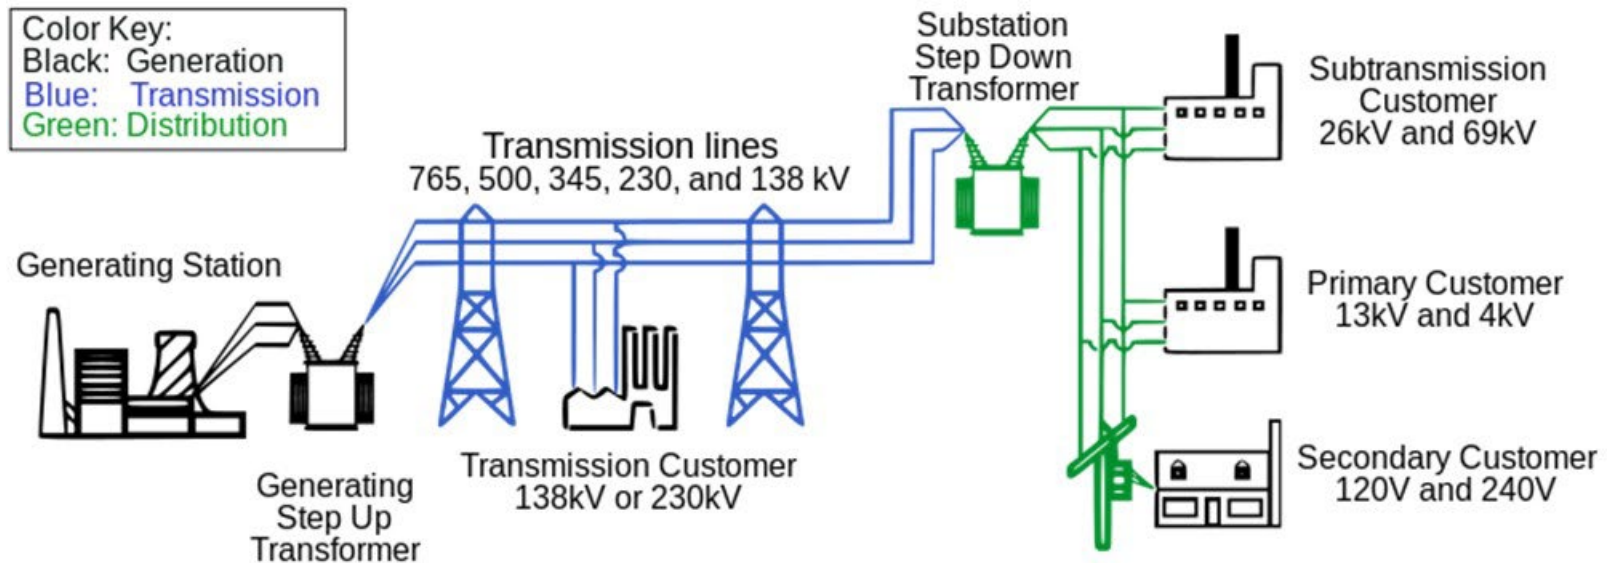 Color Key:
Black: Generation
Blue: Transmission
Green: Distribution
Substation
Step Down
Transformer
Subtransmission
Customer
26kV and 69kV
Transmission lines
765, 500, 345, 230, and 138 kV
Generating Station
Primary Customer
13kV and 4kV
Transmission Customer
138kV or 230kV
Secondary Customer
120V and 240V
Generating
Step Up
Transformer